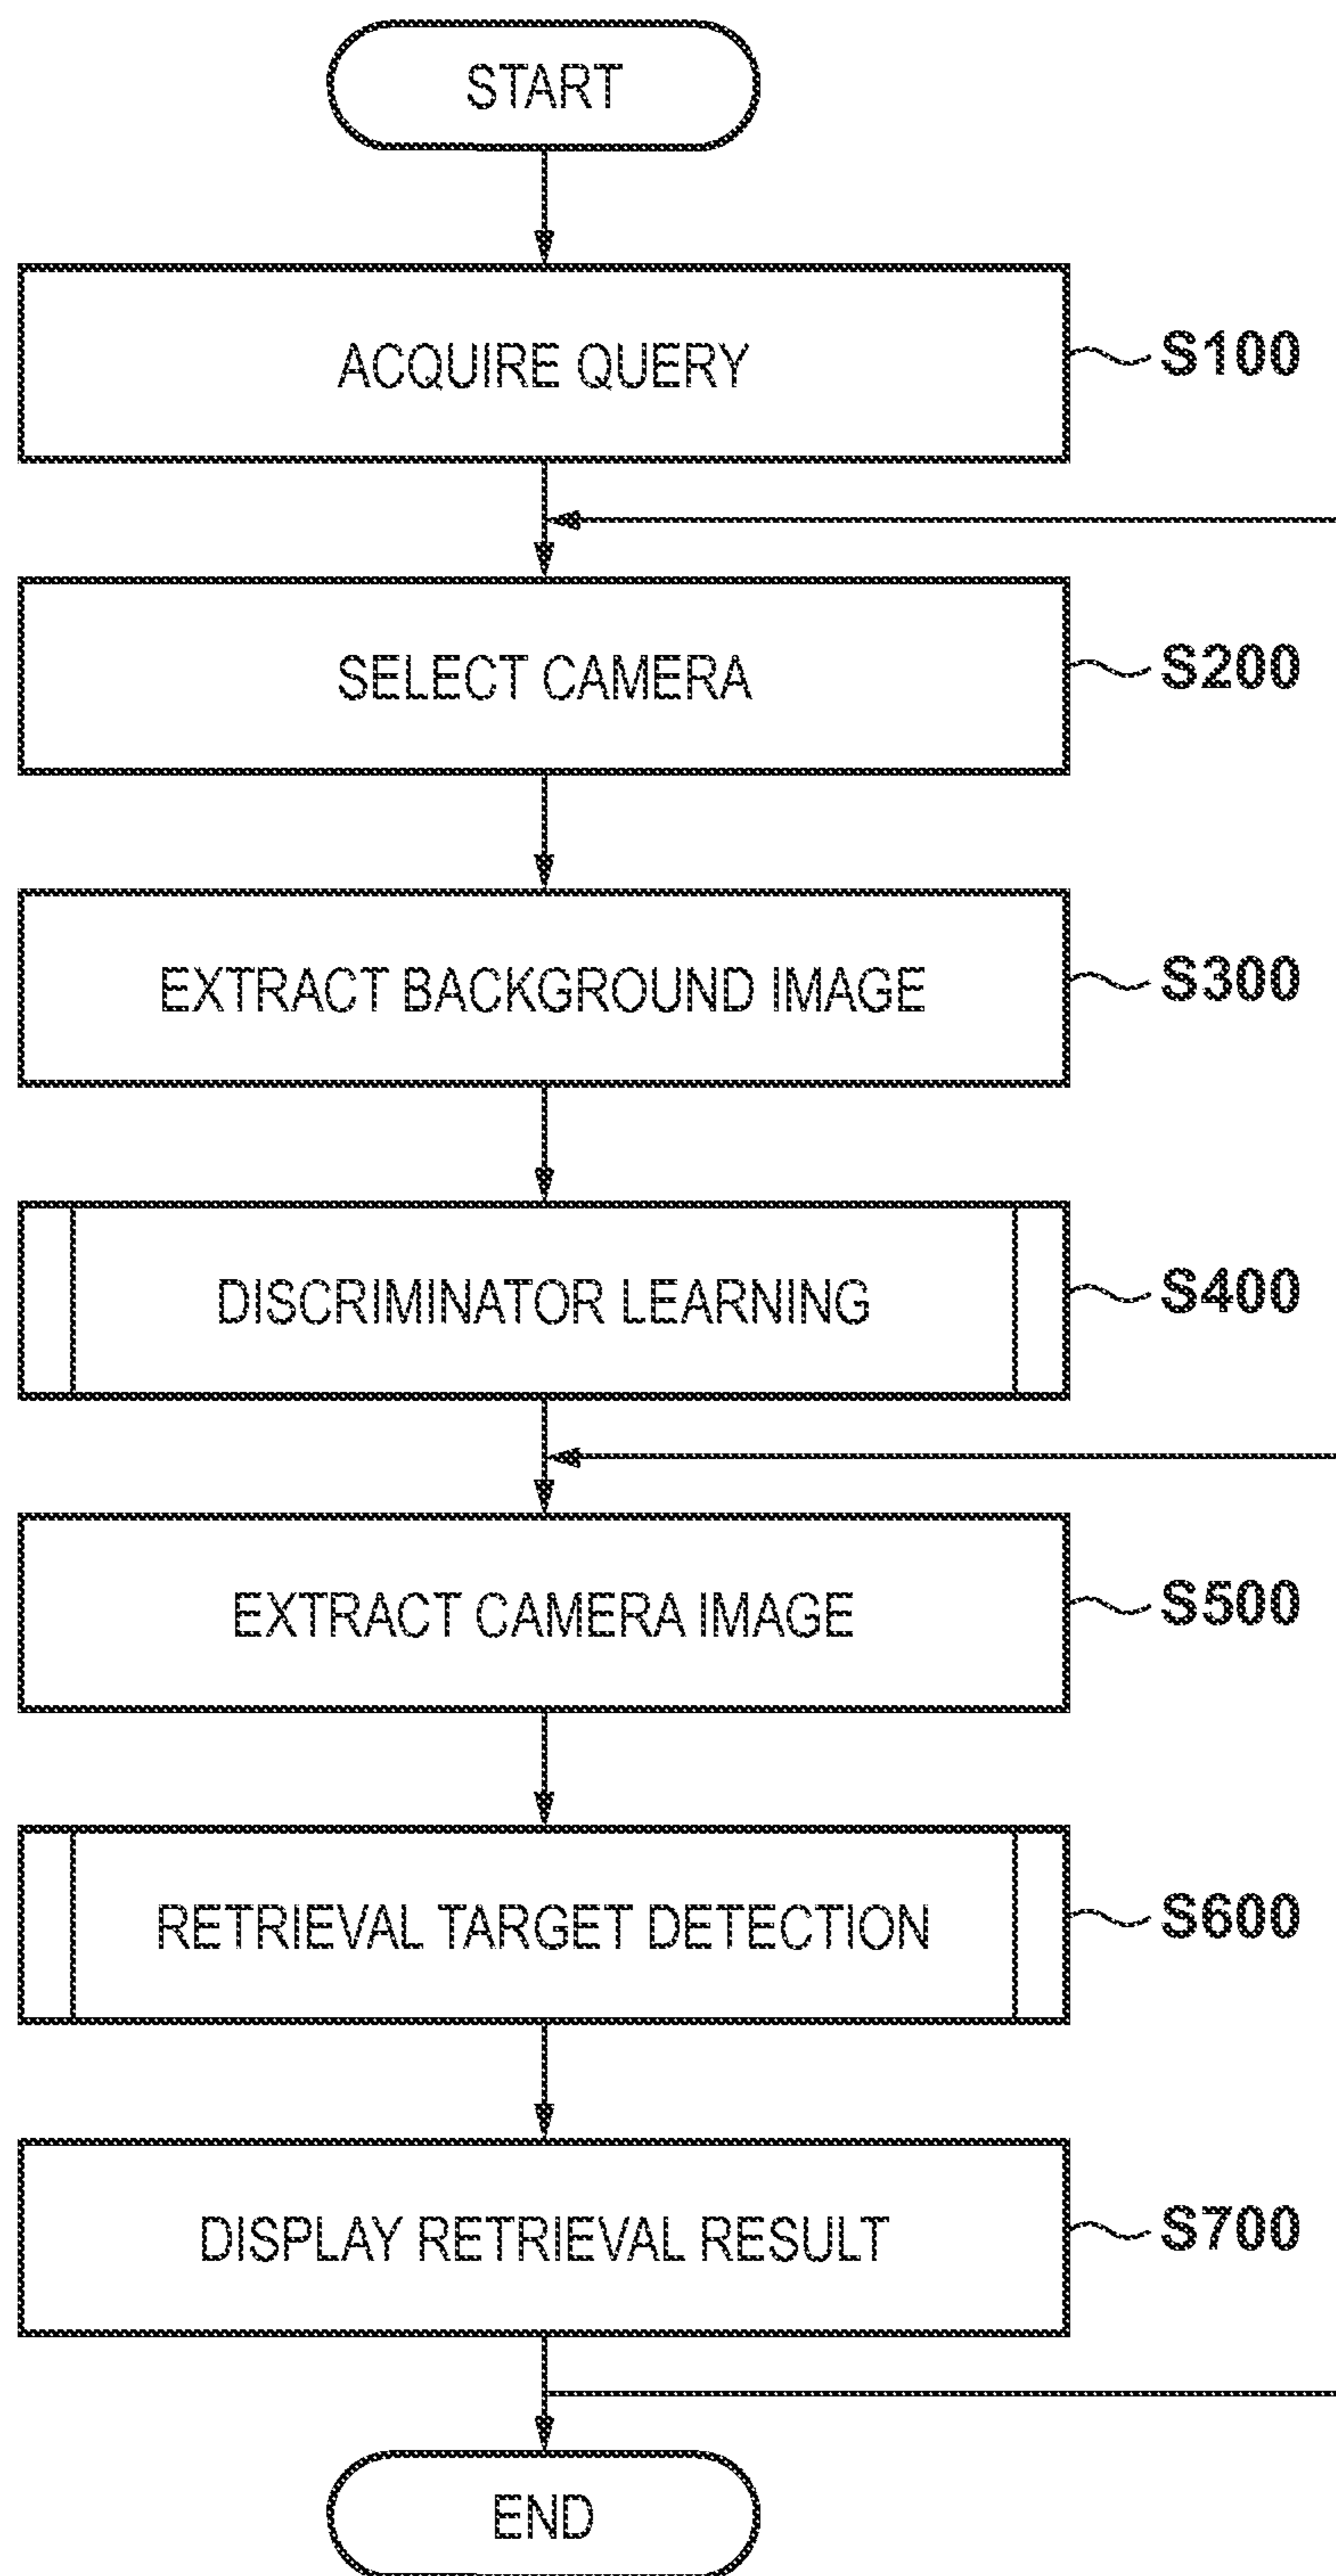 START
ACQUIRE QUERY
S100
SELECT CAMERA
S200
EXTRACT BACKGROUND IMAGE
S300
DISCRIMINATOR LEARNING
S400
EXTRACT CAMERA IMAGE
S500
RETRIEVAL TARGET DETECTION
S600
DISPLAY RETRIEVAL RESULT
S700
END